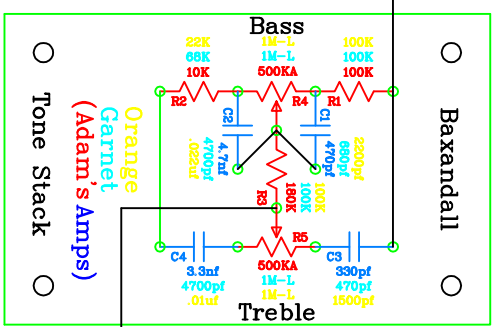 Bass
22K
68K
10K
R2
1M-L
1M-L
500KA
R4
100K
100K
100K
R1
C2
4.7nf
4700pf
.022uf
C1
470pf
680pf
2200pf
R3
180K
100K
100K
Orange
Garnet
(Adam's Amps)
Tone Stack
Baxandall
C4
3.3nf
4700pf
.01uf
R5
500KA
1M-L
1M-L
C3
330pf
470pf
1500pf
Treble